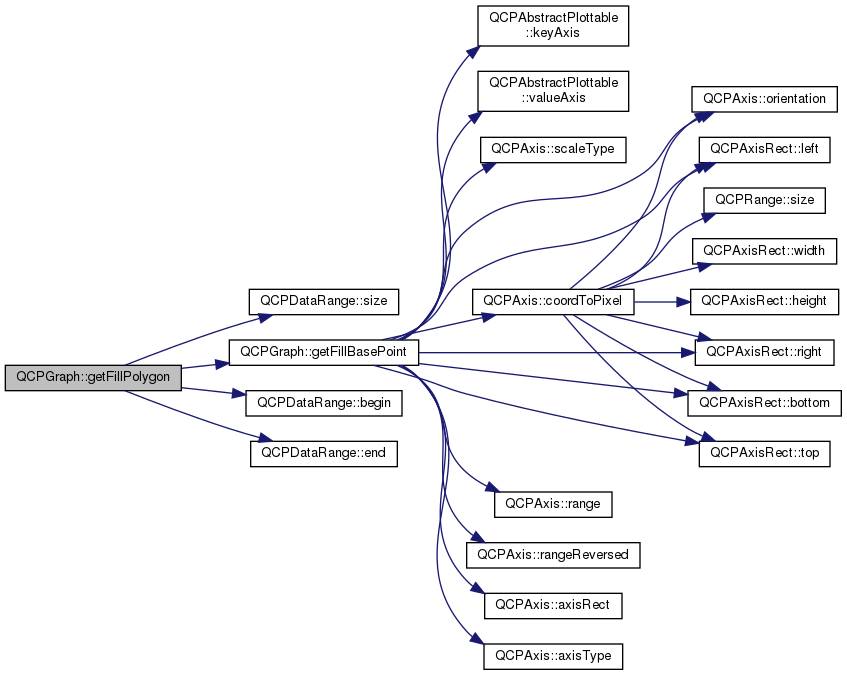 QCPGraph::getFillPolygon
QCPDataRange::size
QCPGraph::getFillBasePoint
QCPDataRange::begin
QCPDataRange::end
QCPAbstractPlottable
::keyAxis
QCPAbstractPlottable
::valueAxis
QCPAxis::scaleType
QCPAxis::coordToPixel
QCPAxis::range
QCPAxis::rangeReversed
QCPAxis::axisRect
QCPAxis::axisType
QCPAxis::orientation
QCPAxisRect::left
QCPRange::size
QCPAxisRect::width
QCPAxisRect::height
QCPAxisRect::right
QCPAxisRect::bottom
QCPAxisRect::top